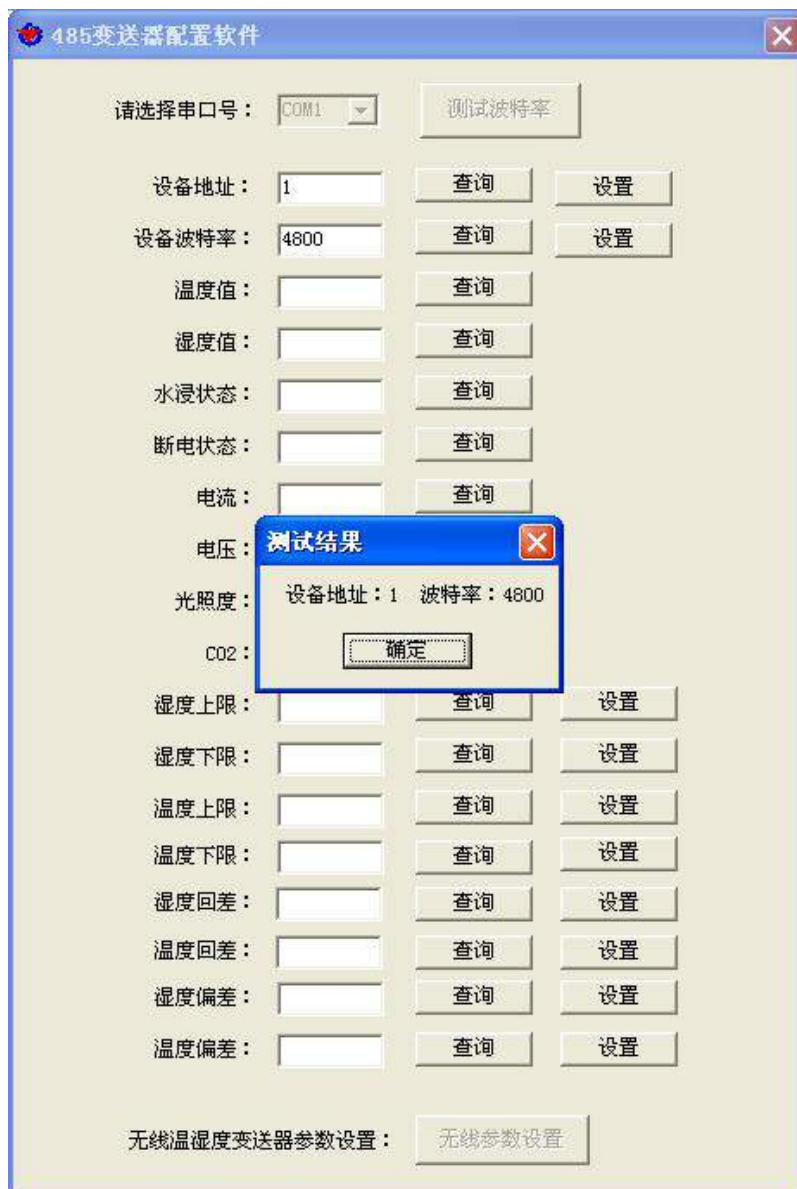 485变送器配置软件
请选择串口号： COM1 测试波特率
设备地址： 1 查询 设置
设备波特率： 4800 查询 设置
温度值： 查询
湿度值： 查询
水浸状态： 查询
断电状态： 查询
电流： 查询
电压： 测试结果
光照度： 设备地址：1 波特率：4800
CO2： 确定
湿度上限： 查询 设置
湿度下限： 查询 设置
温度上限： 查询 设置
温度下限： 查询 设置
湿度回差： 查询 设置
温度回差： 查询 设置
湿度偏差： 查询 设置
温度偏差： 查询 设置
无线温湿度变送器参数设置： 无线参数设置